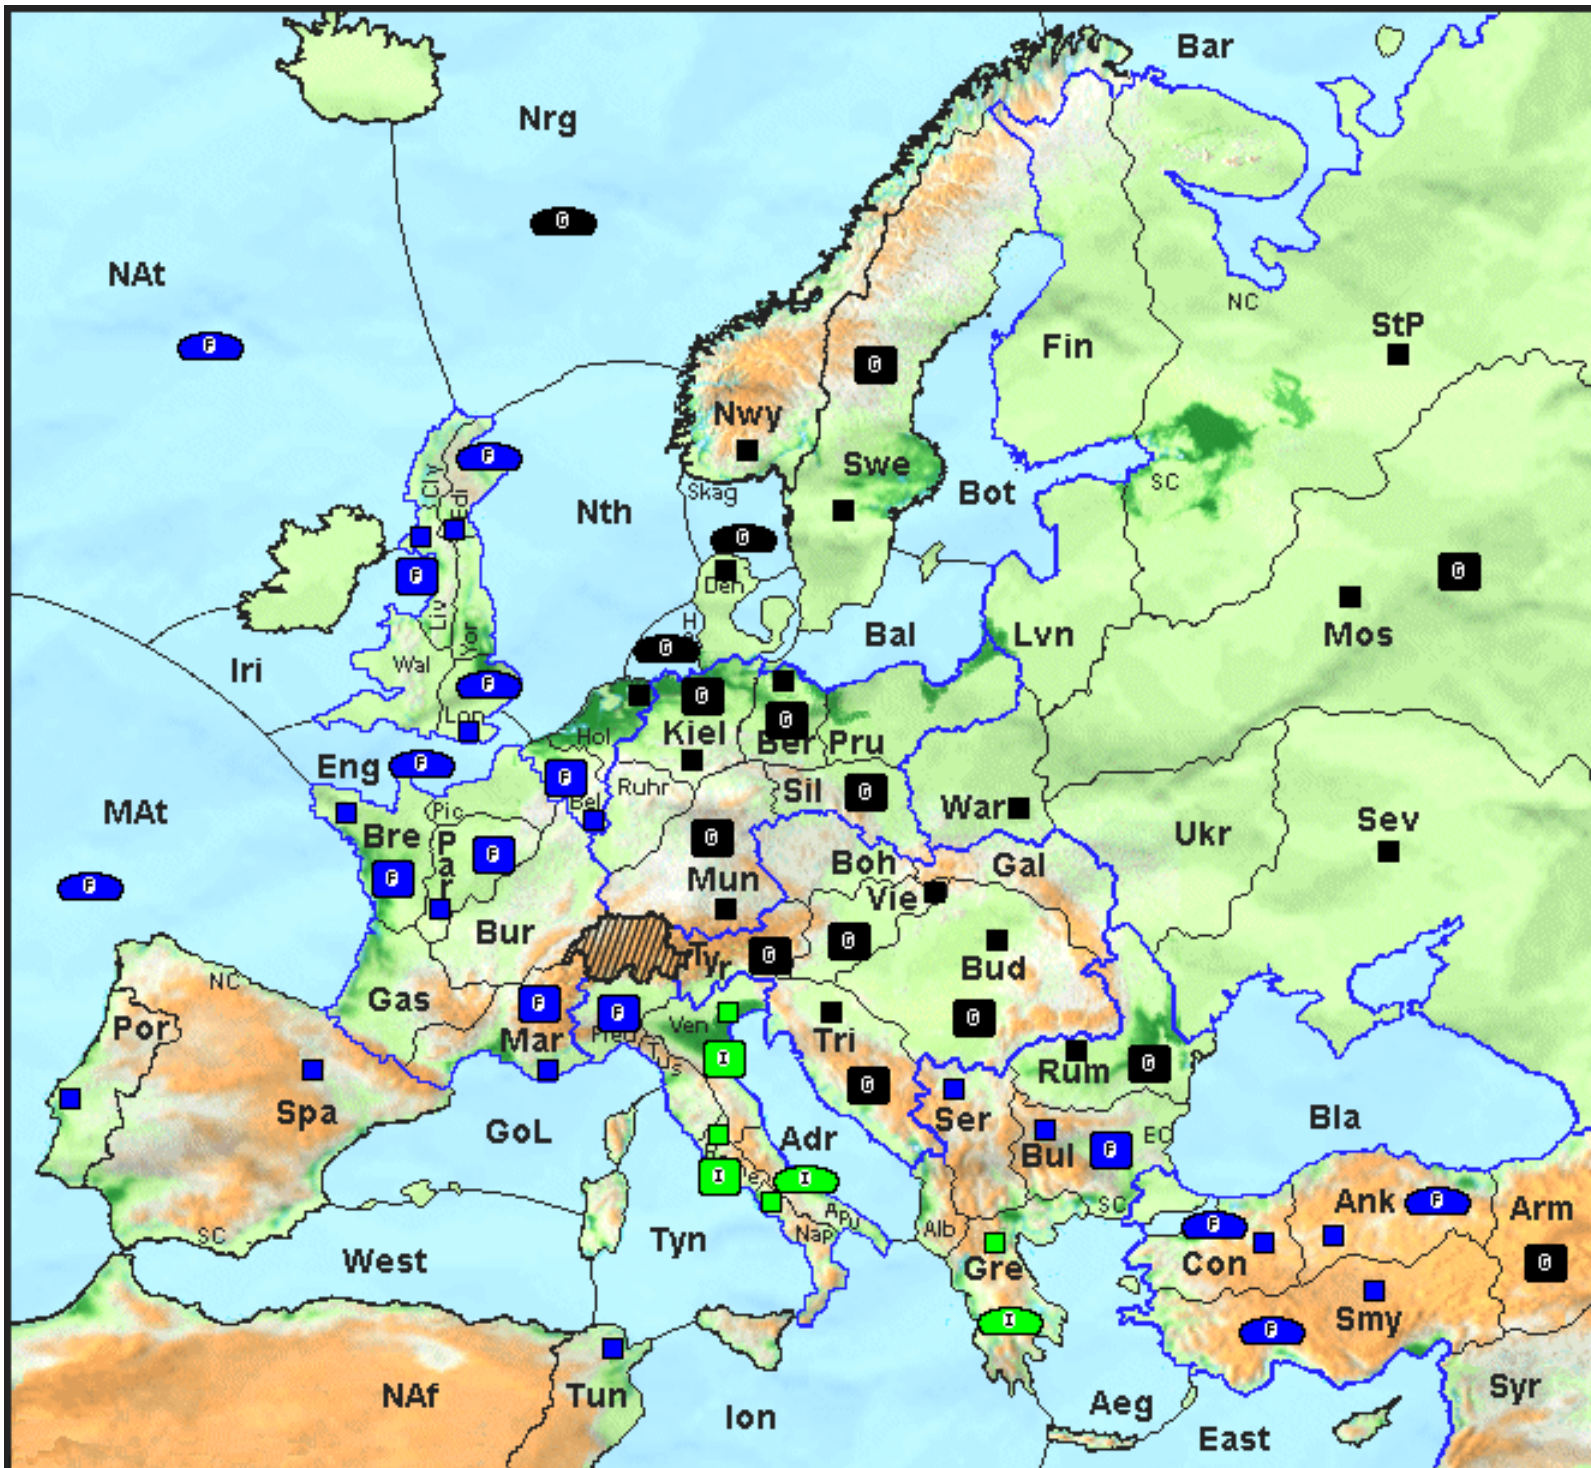 Bar
Nrg
G
NAt
NC
StP
F
Fin
G
Nwy
F
Swe
Cly
Edl
Skag
Nth
Bot
SC
G
Den
F
G
Liv
Yor
H
Bal
Lvn
Mos
Iri
Wal
G
F
G
G
Lon
Hol
Kiel
Ber
Pru
Eng
F
F
Ruhr
Sil
G
War
MAt
Pic
Bel
Bre
Par
F
G
Boh
Gal
Ukr
Sev
F
F
Mun
Vie
Bur
G
G
Tyr
Bud
NC
Gas
F
F
G
Por
Mar
Pied
Ven
Tri
Tus
I
Rum
G
G
Spa
GoL
Ser
Bla
Adr
Bul
F
EC
I
I
Ank
F
Arm
SC
Apu
Nap
Alb
SC
F
West
Tyn
Gre
Con
G
I
F
Smy
NAf
Tun
Ion
Aeg
Syr
East